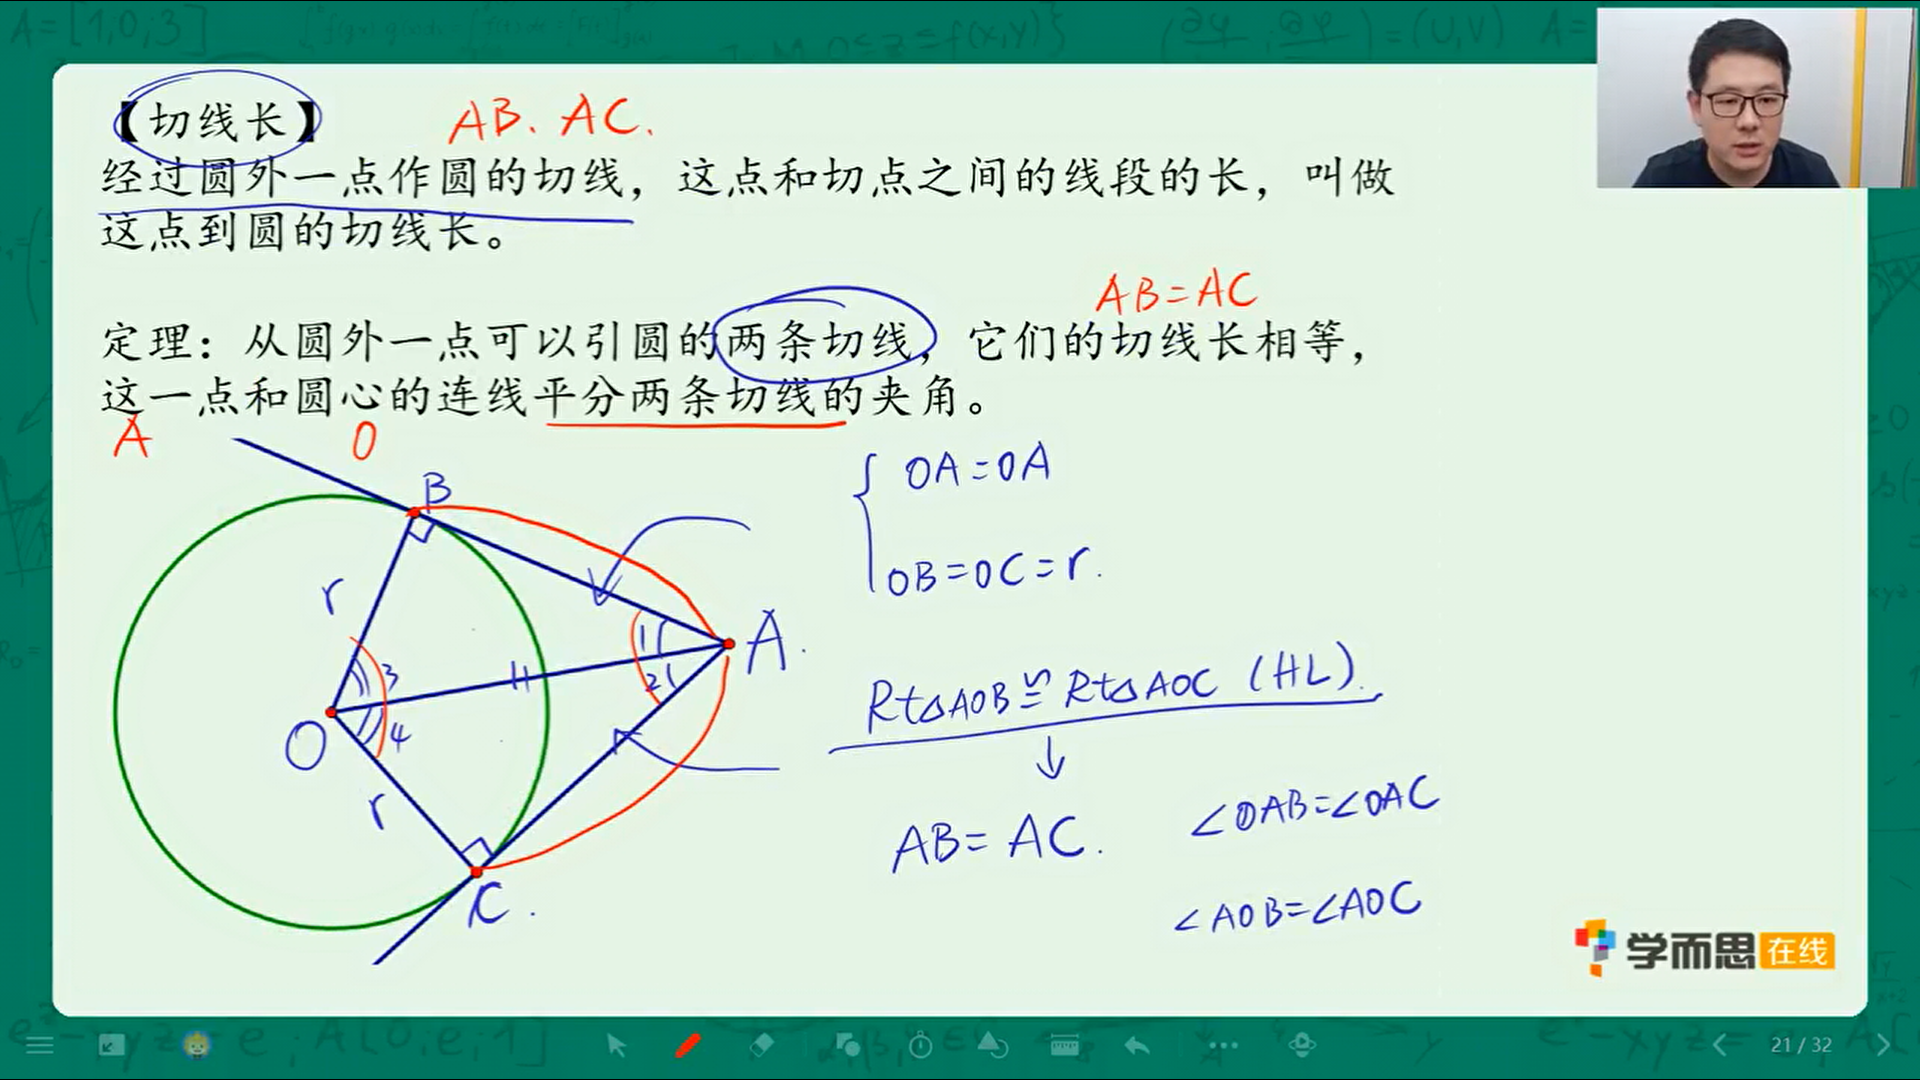 【切线长】 AB、AC.
经过圆外一点作圆的切线，这点和切点之间的线段的长，叫做
这点到圆的切线长。
AB=AC
定理：从圆外一点可以引圆的两条切线，它们的切线长相等，
这一点和圆心的连线平分两条切线的夹角。
A O
B
r
1
2
A.
3
4
O
r
C.
{ OA=OA
OB=OC=r.
Rt△AOB≌Rt△AOC (HL).
↓
AB=AC.
∠OAB=∠OAC
∠AOB=∠AOC
学而思在线
21 / 32